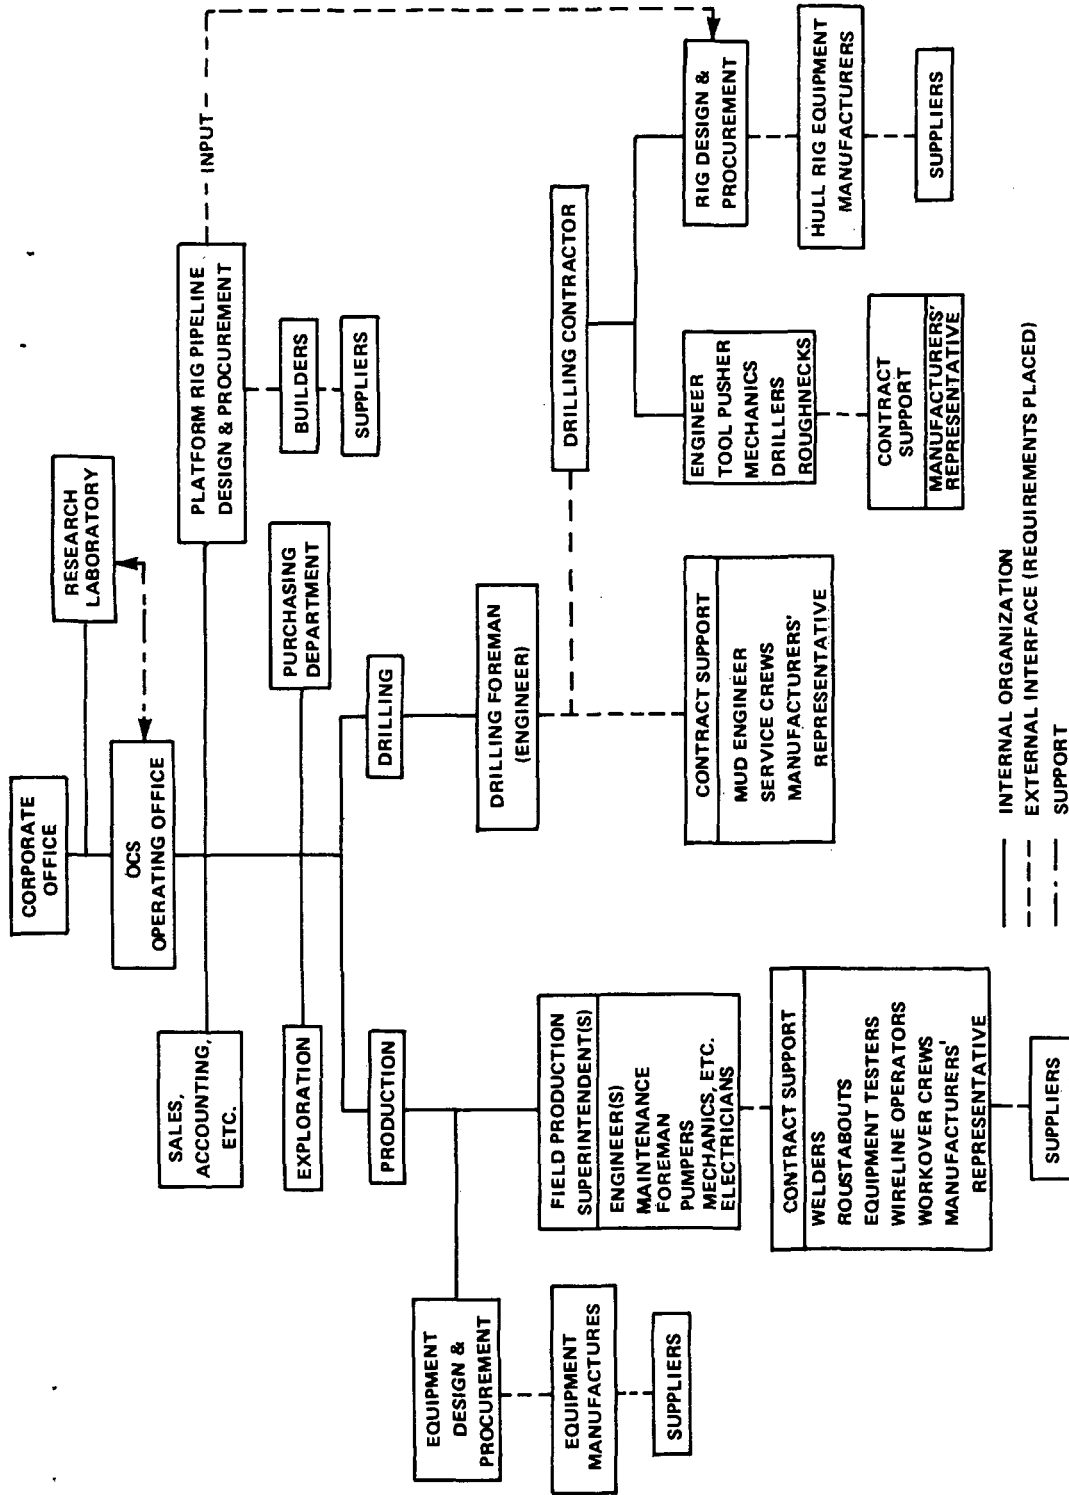 CORPORATE
OFFICE
RESEARCH
LABORATORY
OCS
OPERATING OFFICE
SALES,
ACCOUNTING,
ETC.
PLATFORM RIG PIPELINE
DESIGN & PROCUREMENT
INPUT
BUILDERS
SUPPLIERS
EXPLORATION
PURCHASING
DEPARTMENT
PRODUCTION
DRILLING
EQUIPMENT
DESIGN &
PROCUREMENT
EQUIPMENT
MANUFACTURES
SUPPLIERS
FIELD PRODUCTION
SUPERINTENDENT(S)
ENGINEER(S)
MAINTENANCE
FOREMAN
PUMPERS
MECHANICS, ETC.
ELECTRICIANS
CONTRACT SUPPORT
WELDERS
ROUSTABOUTS
EQUIPMENT TESTERS
WIRELINE OPERATORS
WORKOVER CREWS
MANUFACTURERS'
REPRESENTATIVE
SUPPLIERS
DRILLING FOREMAN
(ENGINEER)
CONTRACT SUPPORT
MUD ENGINEER
SERVICE CREWS
MANUFACTURERS'
REPRESENTATIVE
DRILLING CONTRACTOR
ENGINEER
TOOL PUSHER
MECHANICS
DRILLERS
ROUGHNECKS
CONTRACT
SUPPORT
MANUFACTURERS'
REPRESENTATIVE
RIG DESIGN &
PROCUREMENT
HULL RIG EQUIPMENT
MANUFACTURERS
SUPPLIERS
INTERNAL ORGANIZATION
EXTERNAL INTERFACE (REQUIREMENTS PLACED)
SUPPORT